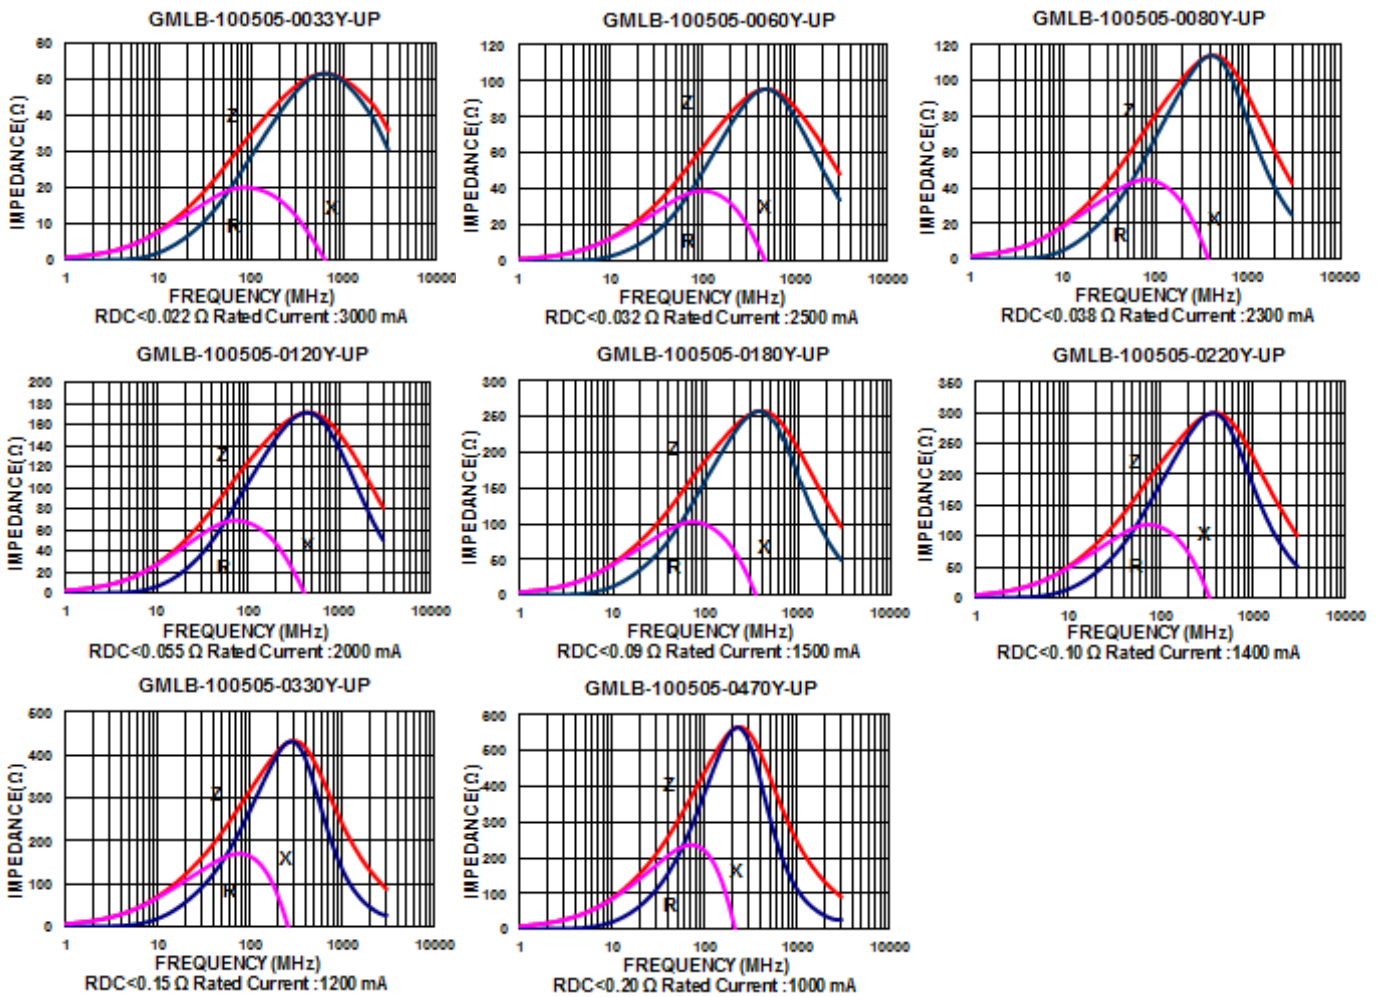 GMLB-100505-0033Y-UP
IMPEDANCE(Ω)
60
50
40
30
20
10
0
Z
R
X
1
10
100
1000
10000
FREQUENCY (MHz)
RDC<0.022 Ω Rated Current :3000 mA
GMLB-100505-0060Y-UP
IMPEDANCE(Ω)
120
100
80
60
40
20
0
Z
R
X
1
10
100
1000
10000
FREQUENCY (MHz)
RDC<0.032 Ω Rated Current :2500 mA
GMLB-100505-0080Y-UP
IMPEDANCE(Ω)
120
100
80
60
40
20
0
Z
R
X
1
10
100
1000
10000
FREQUENCY (MHz)
RDC<0.038 Ω Rated Current :2300 mA
GMLB-100505-0120Y-UP
IMPEDANCE(Ω)
200
180
160
140
120
100
80
60
40
20
0
Z
R
X
1
10
100
1000
10000
FREQUENCY (MHz)
RDC<0.055 Ω Rated Current :2000 mA
GMLB-100505-0180Y-UP
IMPEDANCE(Ω)
300
250
200
150
100
50
0
Z
R
X
1
10
100
1000
10000
FREQUENCY (MHz)
RDC<0.09 Ω Rated Current :1500 mA
GMLB-100505-0220Y-UP
IMPEDANCE(Ω)
350
300
250
200
150
100
50
0
Z
R
X
1
10
100
1000
10000
FREQUENCY (MHz)
RDC<0.10 Ω Rated Current :1400 mA
GMLB-100505-0330Y-UP
IMPEDANCE(Ω)
500
400
300
200
100
0
Z
R
X
1
10
100
1000
10000
FREQUENCY (MHz)
RDC<0.15 Ω Rated Current :1200 mA
GMLB-100505-0470Y-UP
IMPEDANCE(Ω)
600
500
400
300
200
100
0
Z
R
X
1
10
100
1000
10000
FREQUENCY (MHz)
RDC<0.20 Ω Rated Current :1000 mA